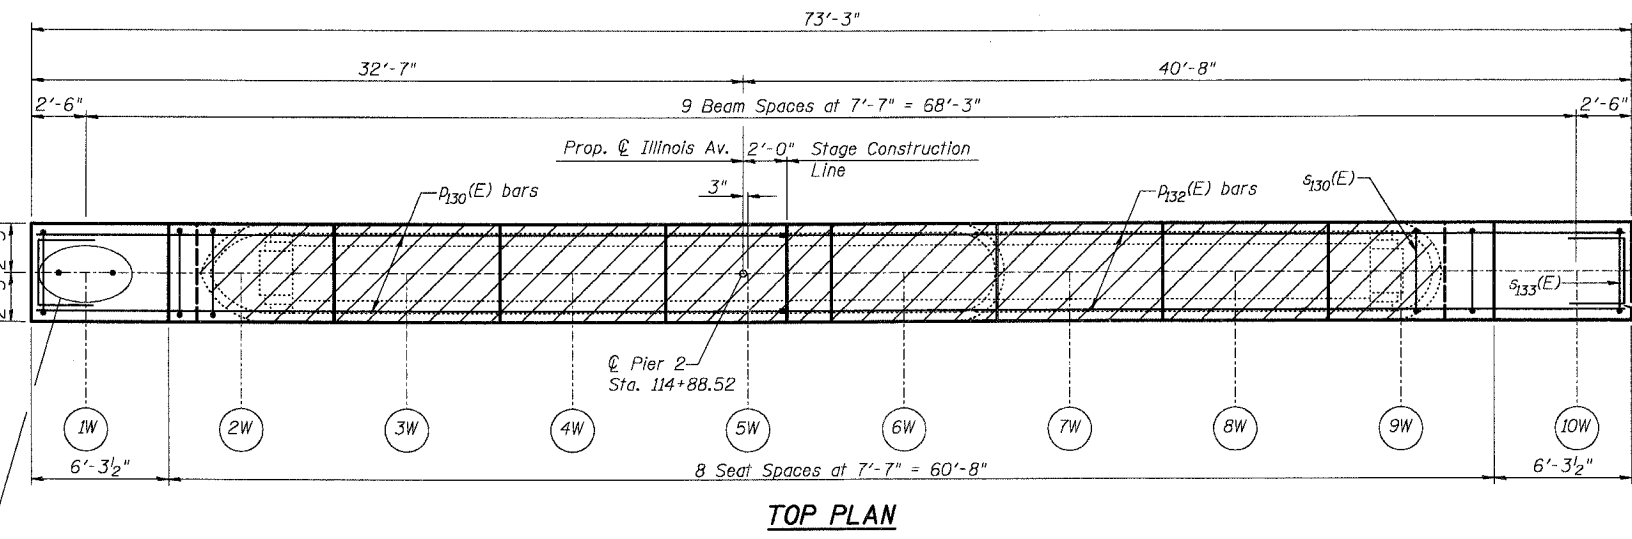 73'-3"
32'-7" 40'-8"
2'-6" 9 Beam Spaces at 7'-7" = 68'-3" 2'-6"
Prop. ℄ Illinois Av. 2'-0" Stage Construction
Line
p130(E) bars 3" p132(E) bars s130(E)
s133(E)
℄ Pier 2
Sta. 114+88.52
1W 2W 3W 4W 5W 6W 7W 8W 9W 10W
6'-3½" 8 Seat Spaces at 7'-7" = 60'-8" 6'-3½"
TOP PLAN